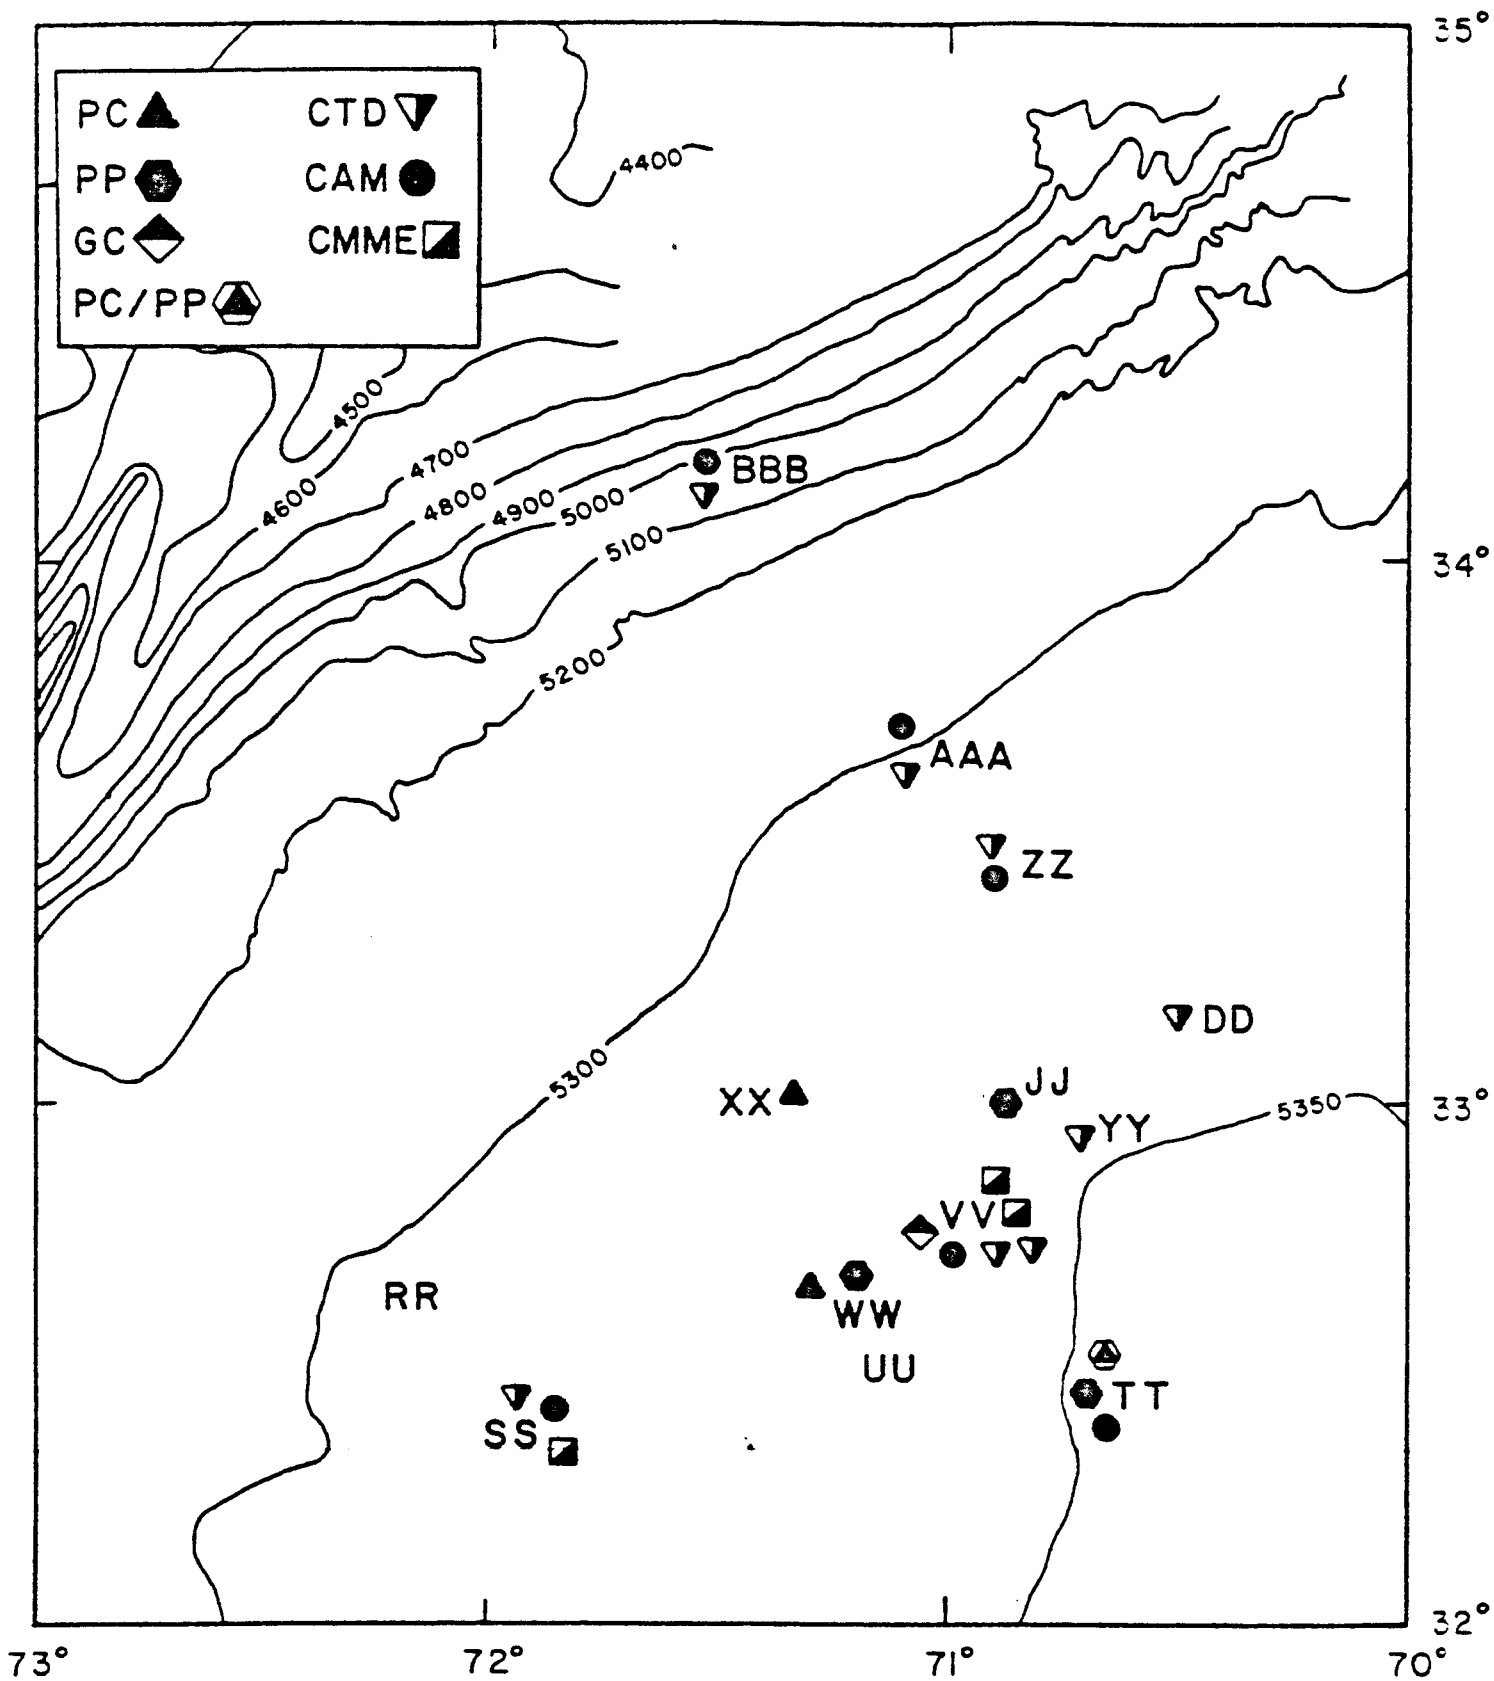 35°
PC CTD
PP CAM
GC CMME
PC/PP
4400
4500
4700
4600
4800
4900
5000
BBB
5100
34°
5200
AAA
ZZ
DD
5300
XX
JJ
5350
33°
YY
VV
RR
WW
UU
TT
SS
32°
73° 72° 71° 70°